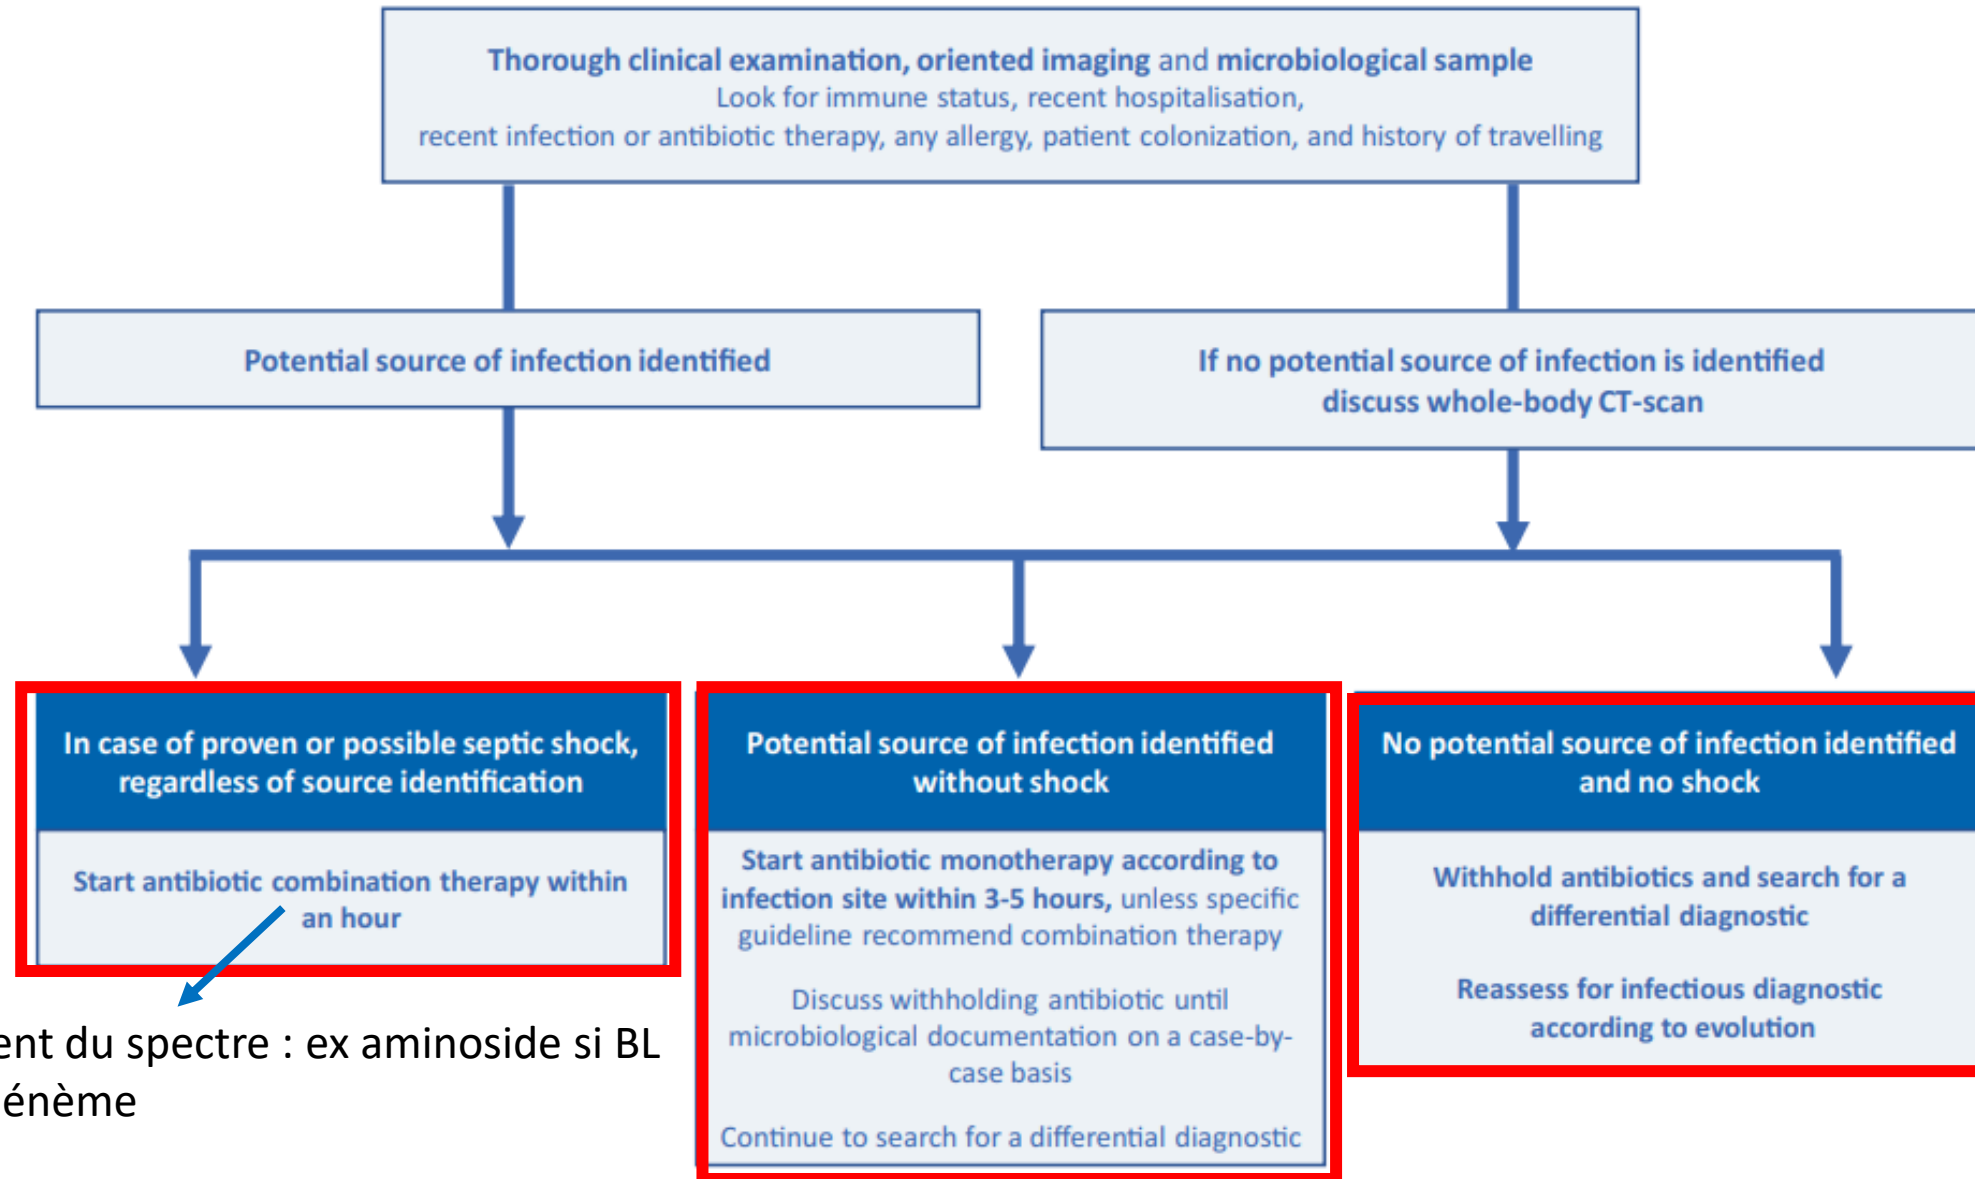 Thorough clinical examination, oriented imaging and microbiological sample
Look for immune status, recent hospitalisation,
recent infection or antibiotic therapy, any allergy, patient colonization, and history of travelling
Potential source of infection identified
If no potential source of infection is identified
discuss whole-body CT-scan
In case of proven or possible septic shock,
regardless of source identification
Start antibiotic combination therapy within
an hour
Potential source of infection identified
without shock
Start antibiotic monotherapy according to
infection site within 3-5 hours, unless specific
guideline recommend combination therapy
Discuss withholding antibiotic until
microbiological documentation on a case-by-
case basis
Continue to search for a differential diagnostic
No potential source of infection identified
and no shock
Withhold antibiotics and search for a
differential diagnostic
Reassess for infectious diagnostic
according to evolution
ent du spectre : ex aminoside si BL
énème